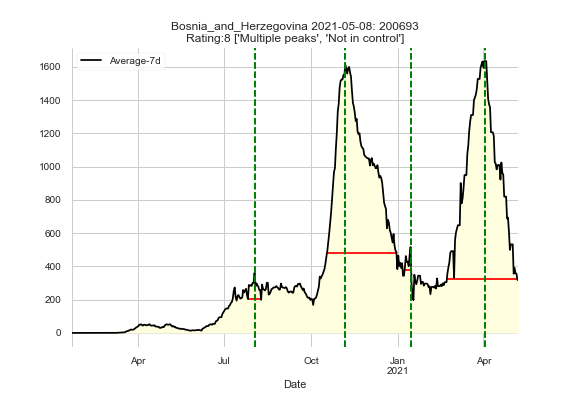 Bosnia_and_Herzegovina 2021-05-08: 200693
Rating:8 ['Multiple peaks', 'Not in control']
Average-7d
1600
1400
1200
1000
800
600
400
200
0
Apr
Jul
Oct
Jan
2021
Apr
Date